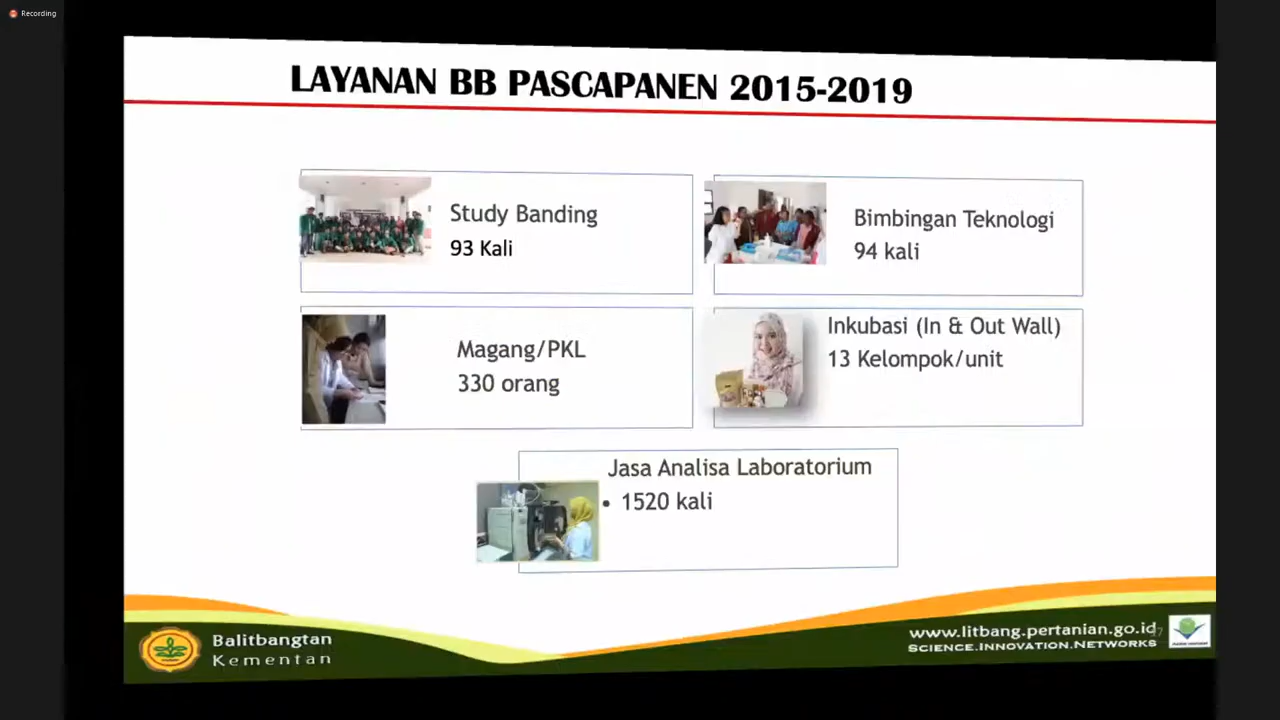 Recording
LAYANAN BB PASCAPANEN 2015-2019
Study Banding
93 Kali
Bimbingan Teknologi
94 kali
Magang/PKL
330 orang
Inkubasi (In & Out Wall)
13 Kelompok/unit
Jasa Analisa Laboratorium
• 1520 kali
Balitbangtan
Kementan
www.litbang.pertanian.go.id
SCIENCE.INNOVATION.NETWORKS